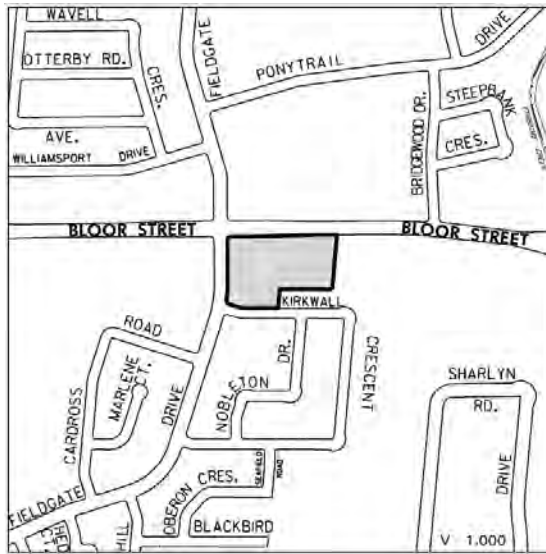 WAVELL
OTTERBY RD.
CRES.
FIELDGATE
PONYTRAIL
DRIVE
STEEPBANK
CRES.
BRIDGEWOOD DR.
AVE.
WILLIAMSPORT DRIVE
BLOOR STREET
BLOOR STREET
KIRKWALL
CRESCENT
ROAD
MARLENE CT.
CARDROSS
DRIVE
NOBLETON
DR.
SHARLYN
RD.
DRIVE
OBERON CRES.
SEAFIELD
ROAD
FIELDGATE
HILL
BLACKBIRD
V 1.000